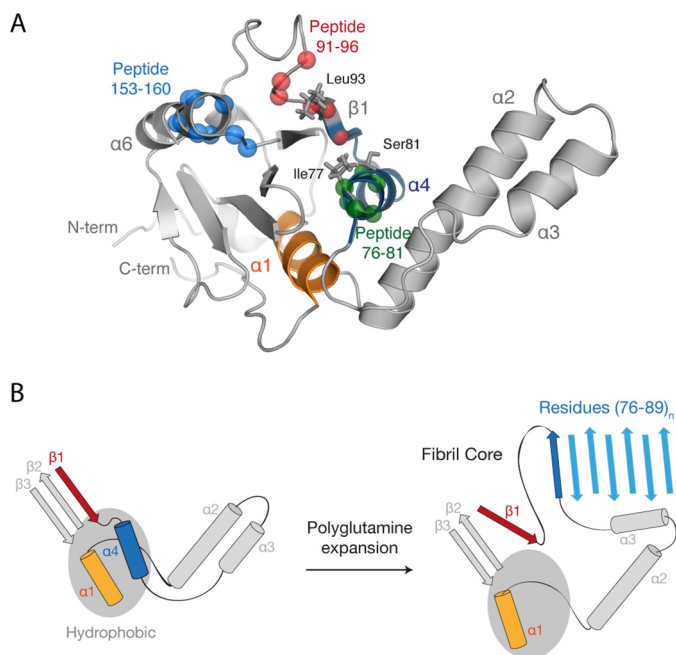 A
Peptide
91-96
Leu93
Peptide
153-160
β1
α2
α6
Ser81
Ile77
α4
α3
N-term
Peptide
76-81
C-term
α1
B
Residues (76-89)n
β1
Fibril Core
β2
β3
α2
β1
Polyglutamine
expansion
β2
β3
α3
α4
α3
α1
α2
Hydrophobic
α1